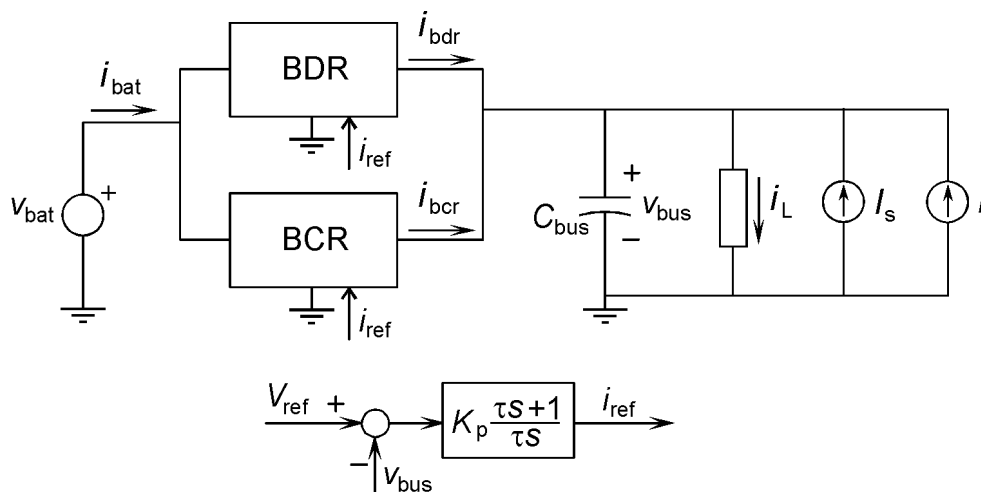 i_bdr
BDR
i_bat
i_ref
v_bat
+
i_bcr
BCR
i_ref
C_bus
+
v_bus
−
i_L
I_s
V_ref
+
−
v_bus
K_p (τs+1)/(τs)
i_ref